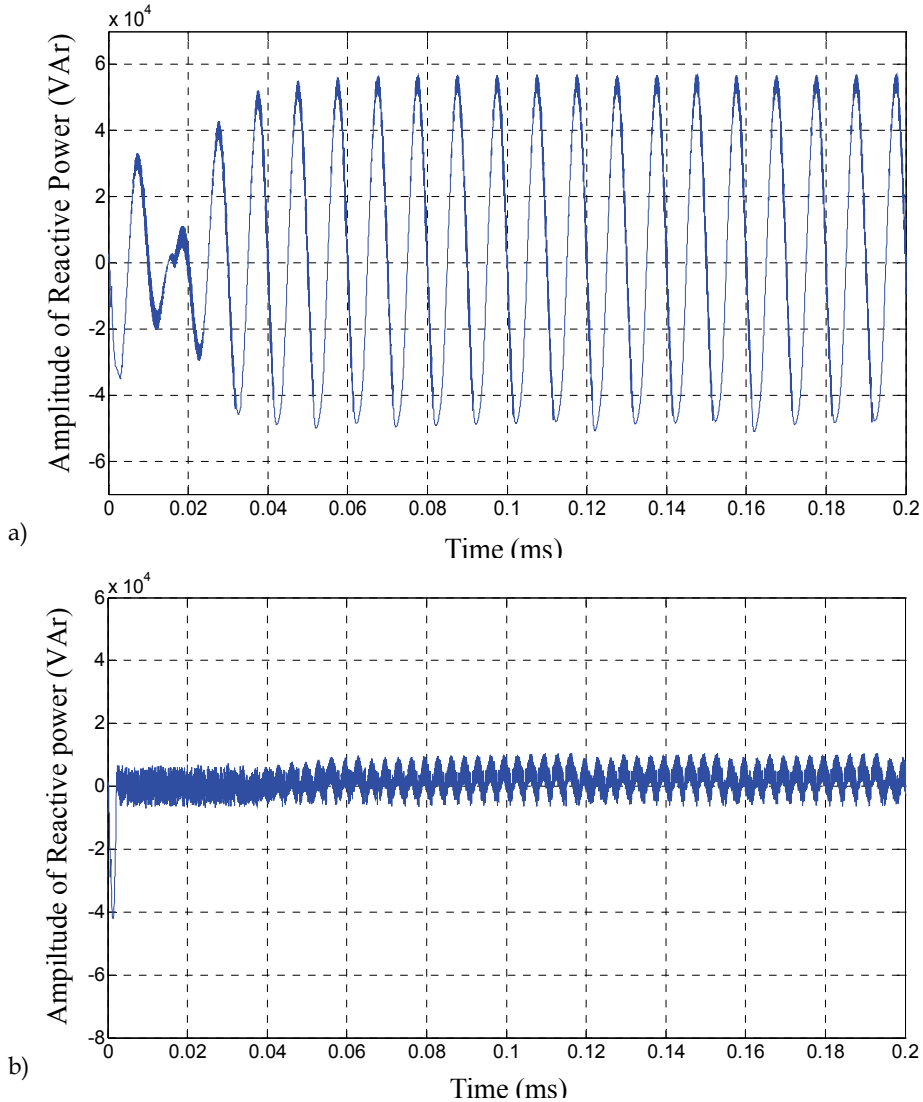 x 10^4
Amplitude of Reactive Power (VAr)
6
4
2
0
-2
-4
-6
0 0.02 0.04 0.06 0.08 0.1 0.12 0.14 0.16 0.18 0.2
a)
Time (ms)
x 10^4
Ampiltude of Reactive power (VAr)
6
4
2
0
-2
-4
-6
-8
0 0.02 0.04 0.06 0.08 0.1 0.12 0.14 0.16 0.18 0.2
b)
Time (ms)